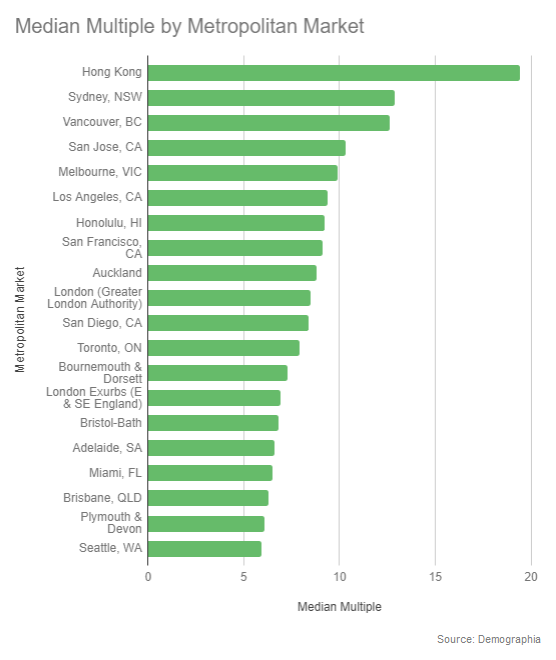 Median Multiple by Metropolitan Market
Hong Kong
Sydney, NSW
Vancouver, BC
San Jose, CA
Melbourne, VIC
Los Angeles, CA
Honolulu, HI
San Francisco,
CA
Auckland
London (Greater
London Authority)
San Diego, CA
Toronto, ON
Bournemouth &
Dorsett
London Exurbs (E
& SE England)
Bristol-Bath
Adelaide, SA
Miami, FL
Brisbane, QLD
Plymouth &
Devon
Seattle, WA
Metropolitan Market
0 5 10 15 20
Median Multiple
Source: Demographia